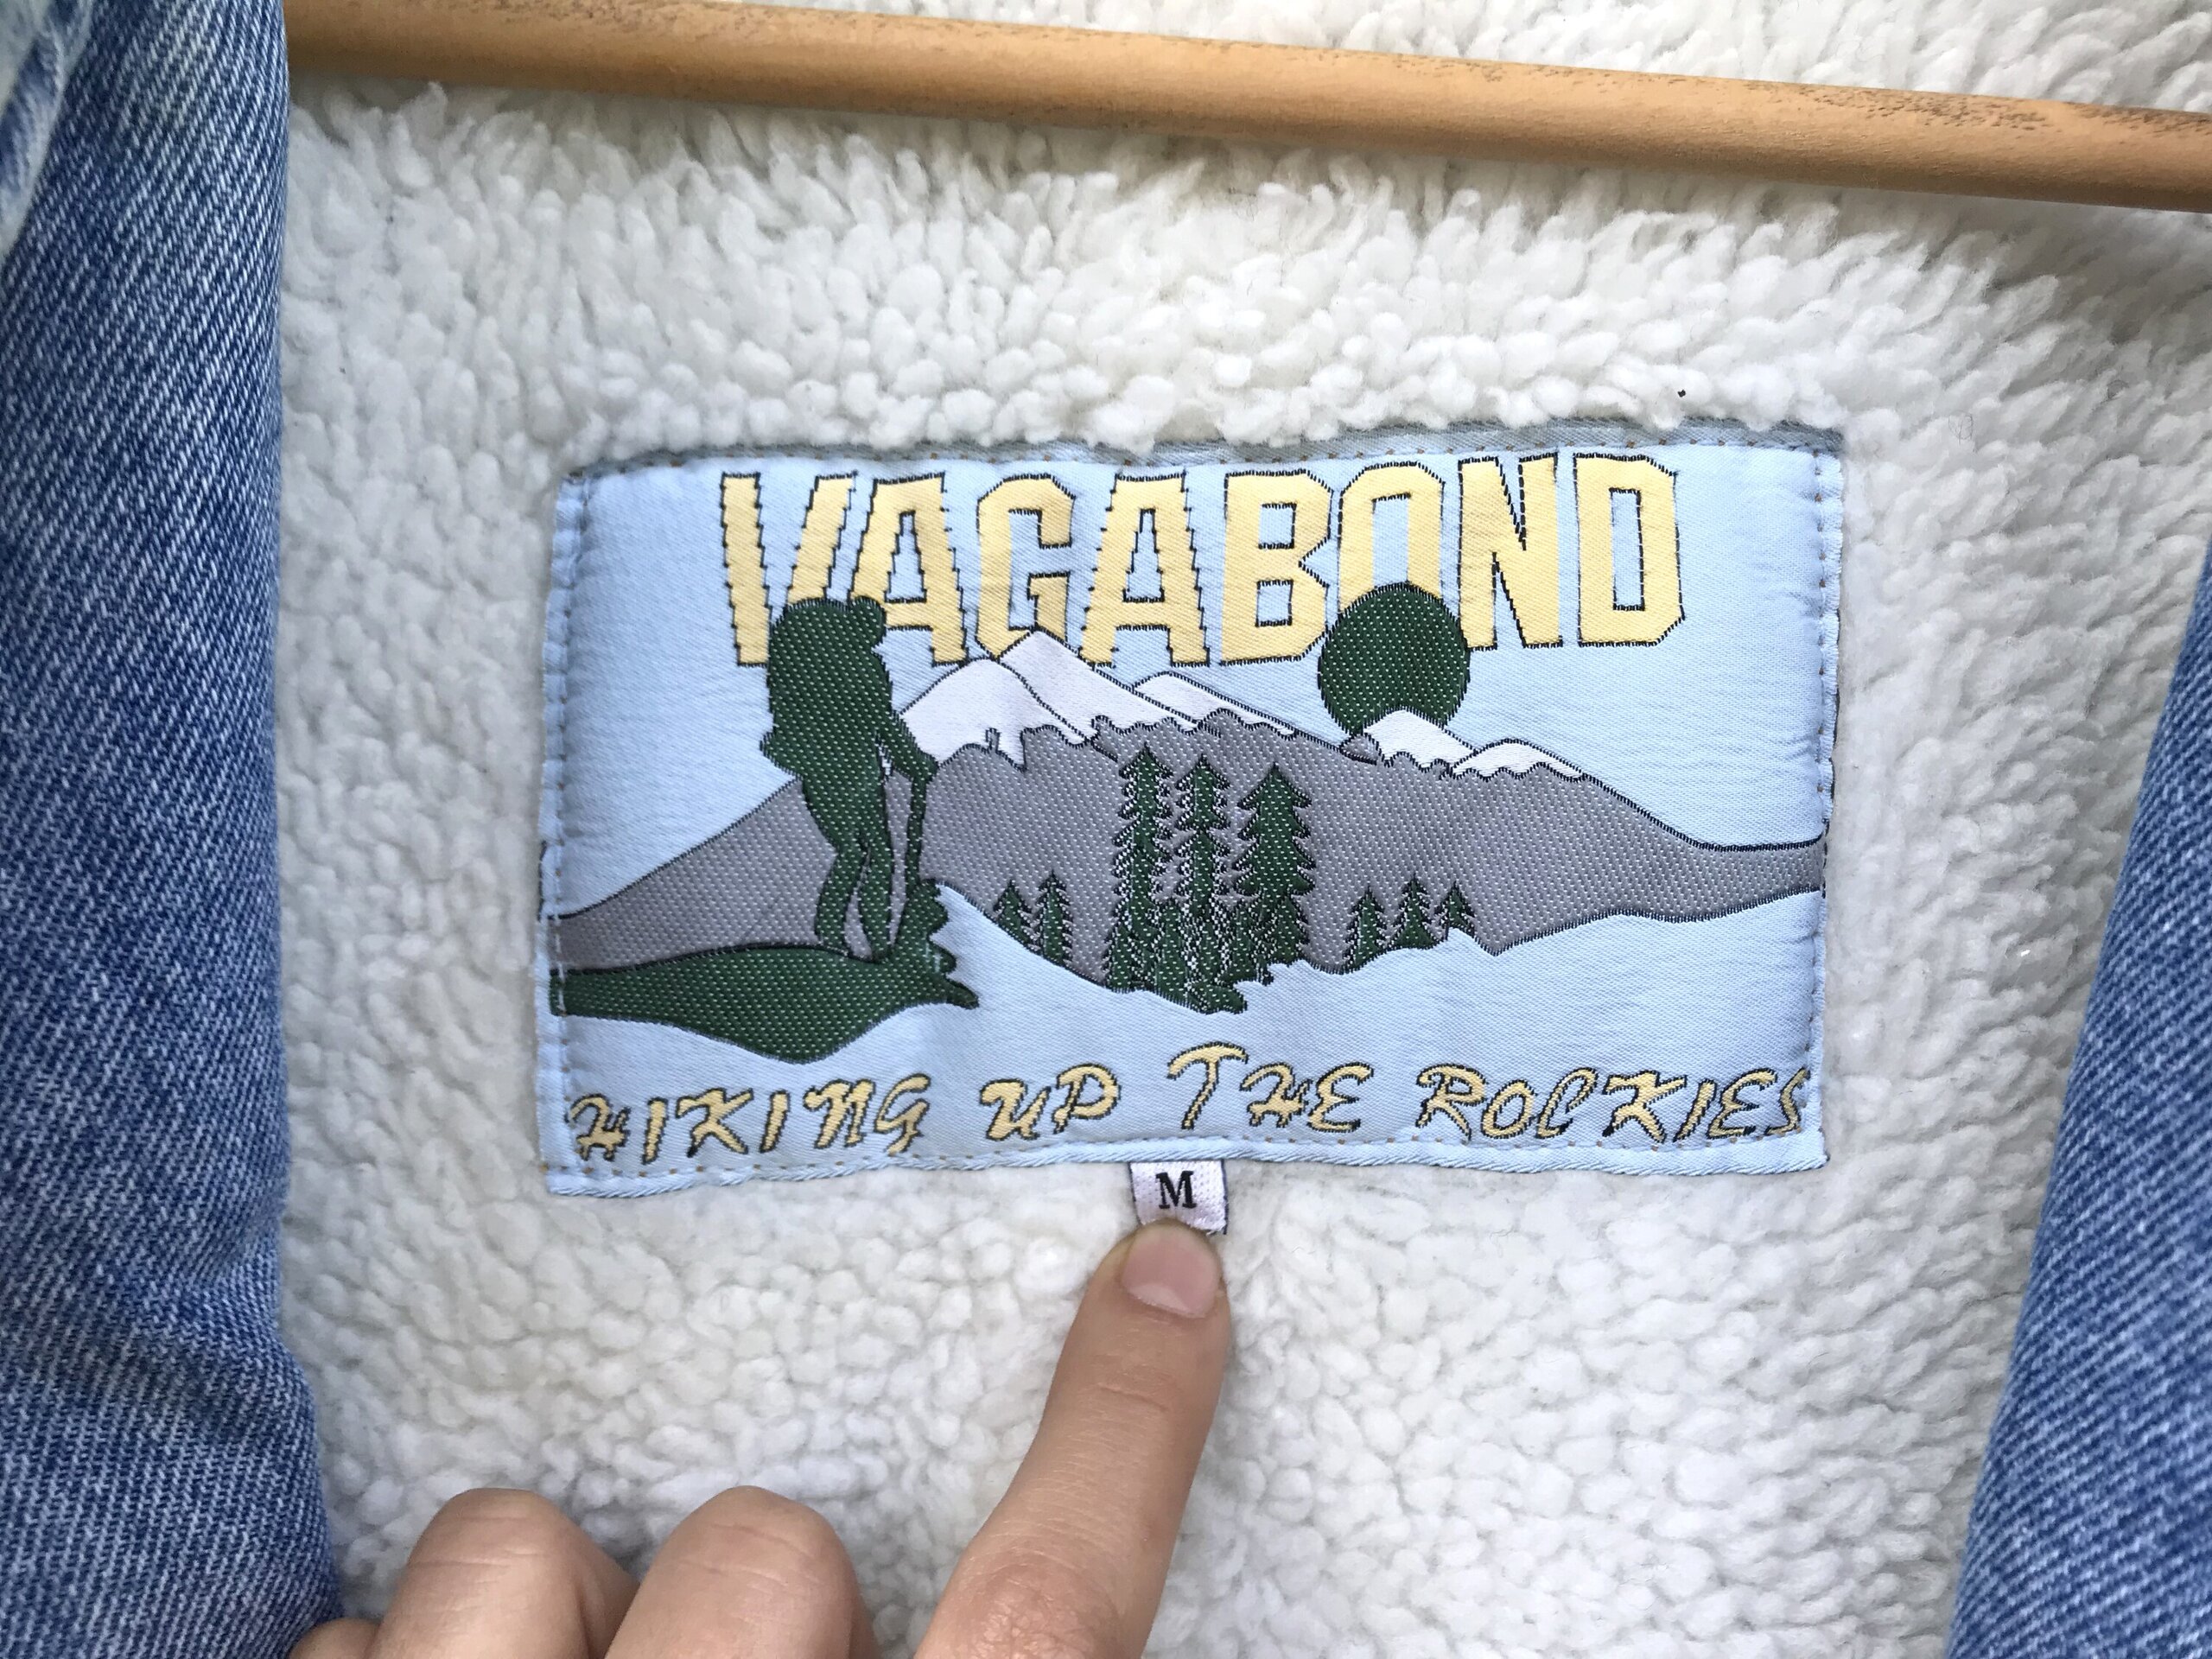 VAGABOND
HIKING UP THE ROCKIES
M